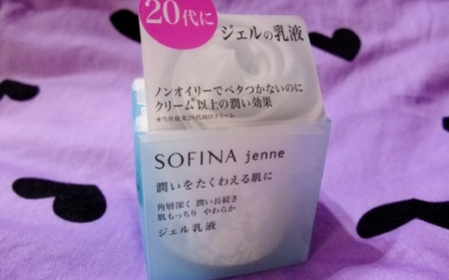 20代に
ジェルの乳液
ノンオイリーでベタつかないのに
クリーム以上の潤い効果
SOFINA jenne
潤いをたくわえる肌に
角層深く 潤い長続き
肌もっちり やわらか
ジェル乳液